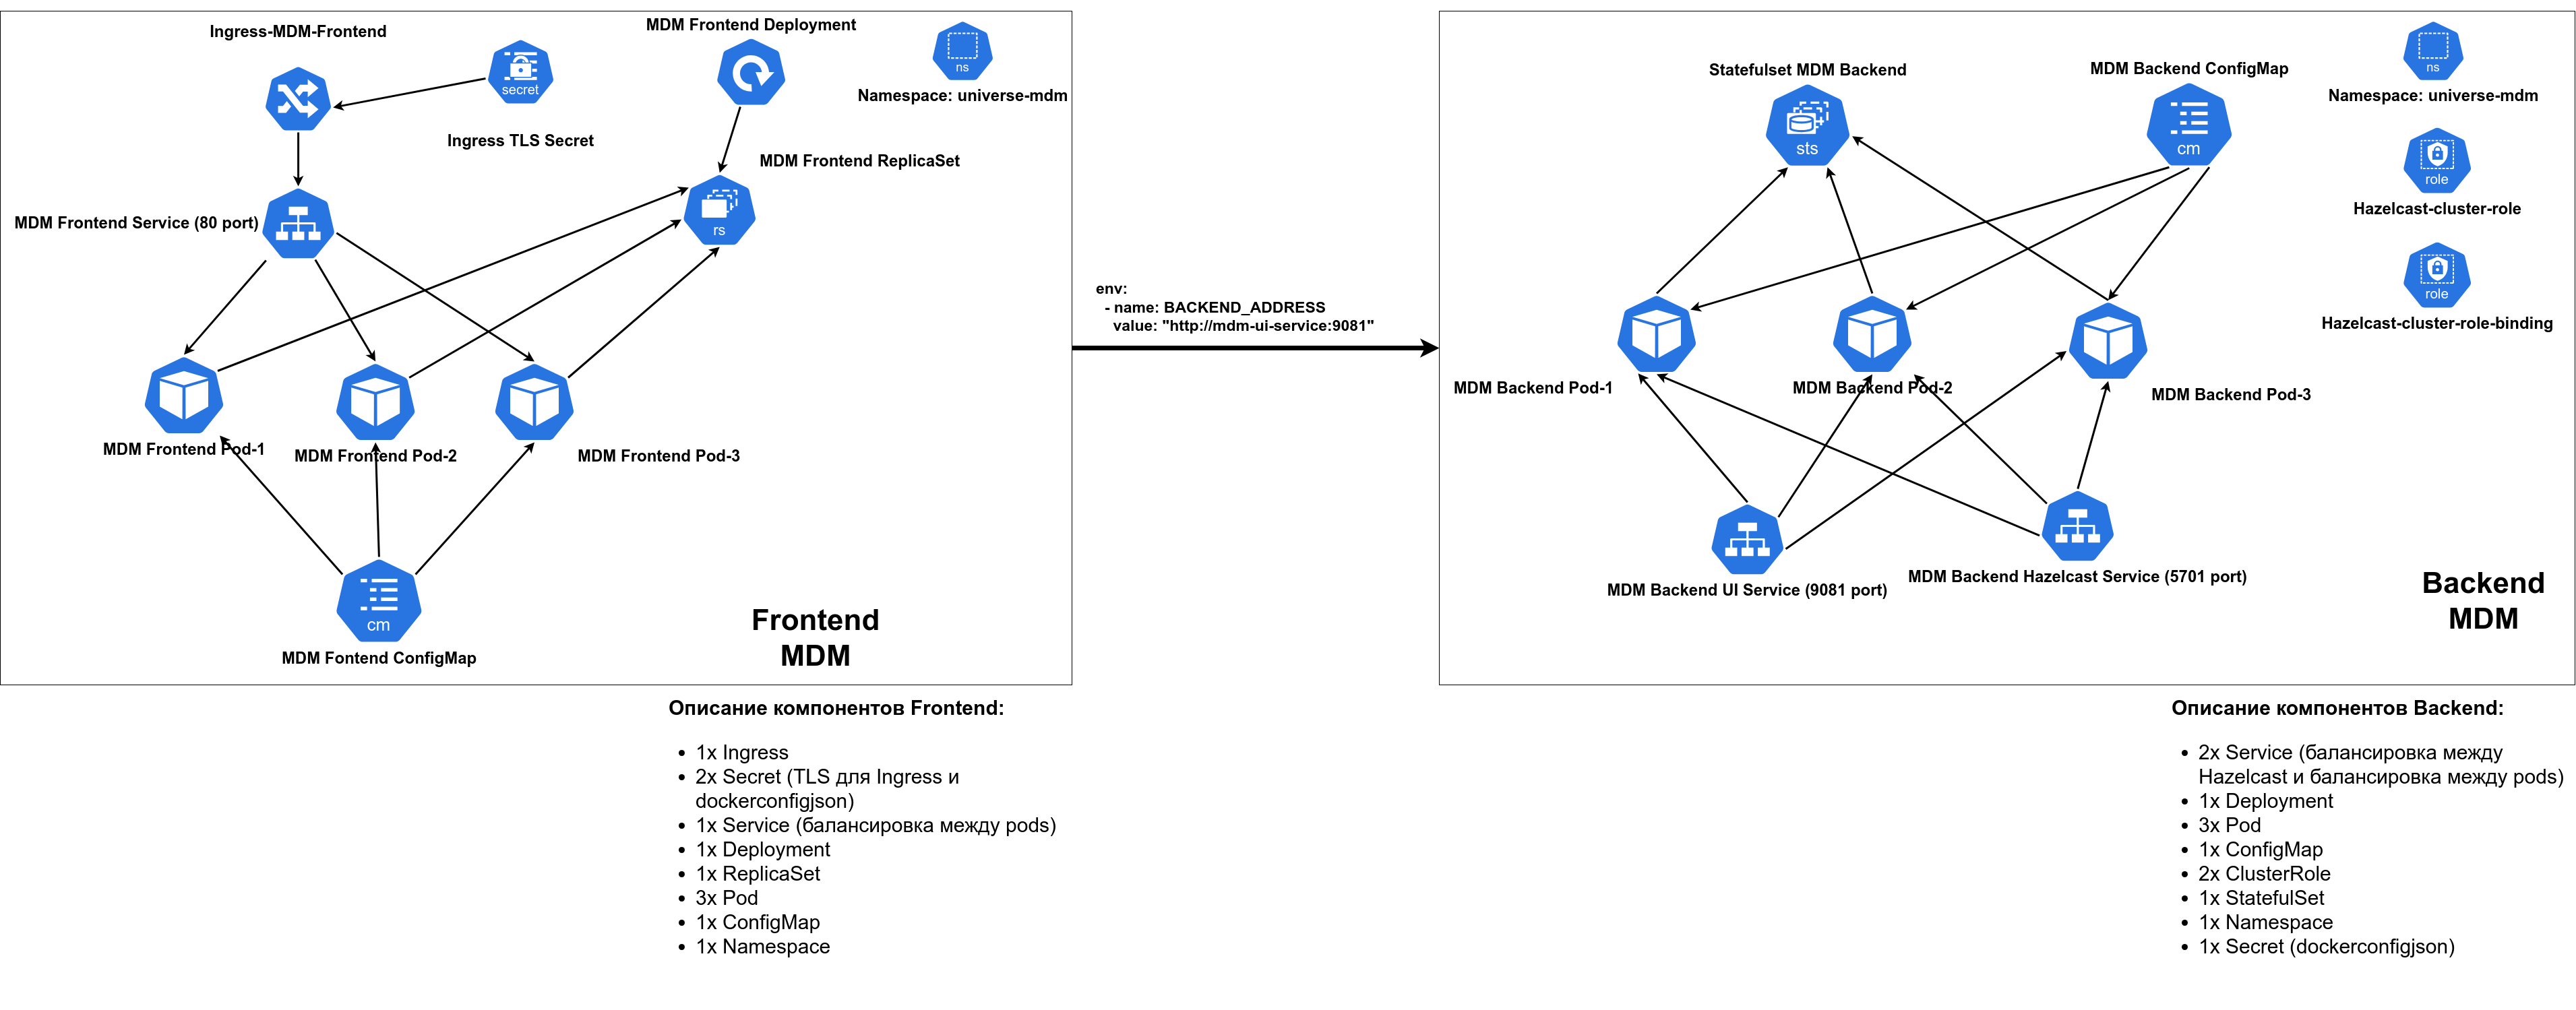 Ingress-MDM-Frontend
secret
Ingress TLS Secret
MDM Frontend Deployment
ns
Namespace: universe-mdm
MDM Frontend ReplicaSet
rs
MDM Frontend Service (80 port)
MDM Frontend Pod-1
MDM Frontend Pod-2
MDM Frontend Pod-3
cm
MDM Fontend ConfigMap
Frontend
MDM
env:
- name: BACKEND_ADDRESS
value: "http://mdm-ui-service:9081"
Statefulset MDM Backend
sts
MDM Backend ConfigMap
cm
ns
Namespace: universe-mdm
role
Hazelcast-cluster-role
role
Hazelcast-cluster-role-binding
MDM Backend Pod-1
MDM Backend Pod-2
MDM Backend Pod-3
MDM Backend UI Service (9081 port)
MDM Backend Hazelcast Service (5701 port)
Backend
MDM
Описание компонентов Frontend:
• 1x Ingress
• 2x Secret (TLS для Ingress и
dockerconfigjson)
• 1x Service (балансировка между pods)
• 1x Deployment
• 1x ReplicaSet
• 3x Pod
• 1x ConfigMap
• 1x Namespace
Описание компонентов Backend:
• 2x Service (балансировка между
Hazelcast и балансировка между pods)
• 1x Deployment
• 3x Pod
• 1x ConfigMap
• 2x ClusterRole
• 1x StatefulSet
• 1x Namespace
• 1x Secret (dockerconfigjson)